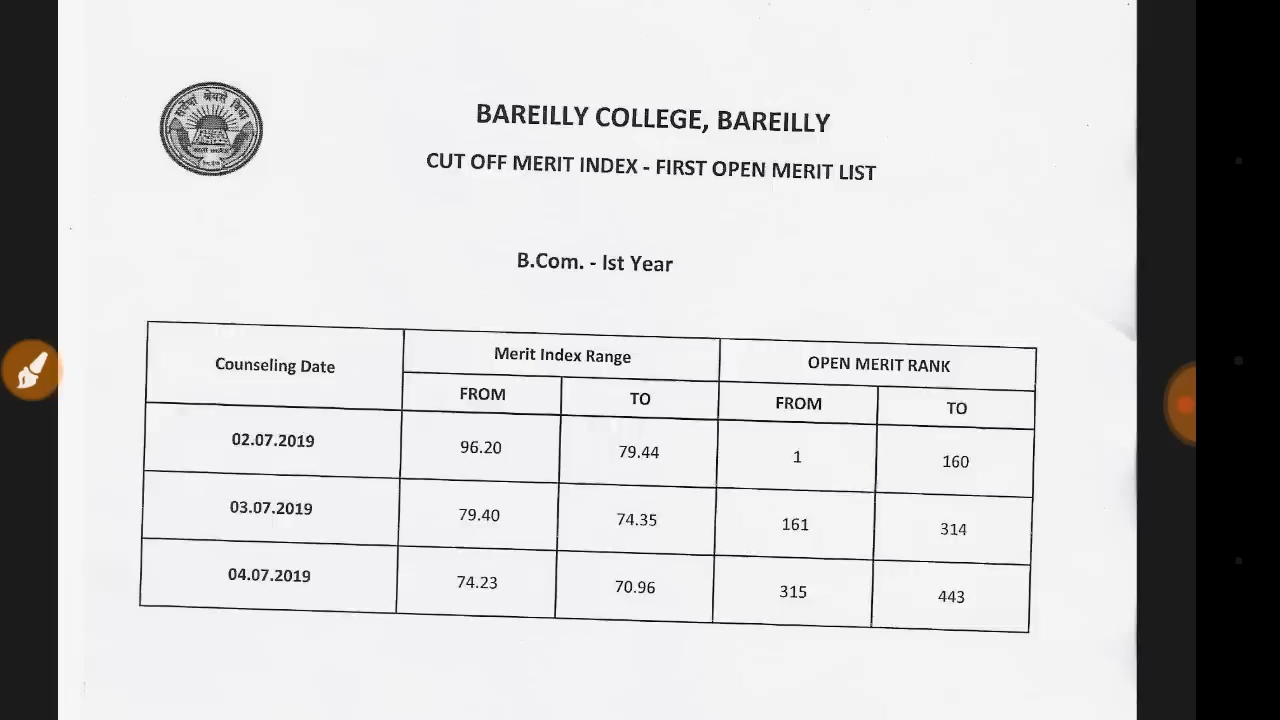 सर्वेषां श्रेयसे विद्या
BAREILLY COLLEGE, BAREILLY
CUT OFF MERIT INDEX - FIRST OPEN MERIT LIST
B.Com. - Ist Year
Counseling Date Merit Index Range OPEN MERIT RANK
FROM TO FROM TO
02.07.2019 96.20 79.44 1 160
03.07.2019 79.40 74.35 161 314
04.07.2019 74.23 70.96 315 443